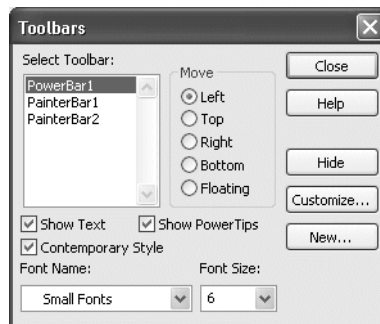 Toolbars
Select Toolbar:
PowerBar1
PainterBar1
PainterBar2
Move
Left
Top
Right
Bottom
Floating
Close
Help
Hide
Customize...
New...
Show Text
Show PowerTips
Contemporary Style
Font Name:
Font Size:
Small Fonts
6